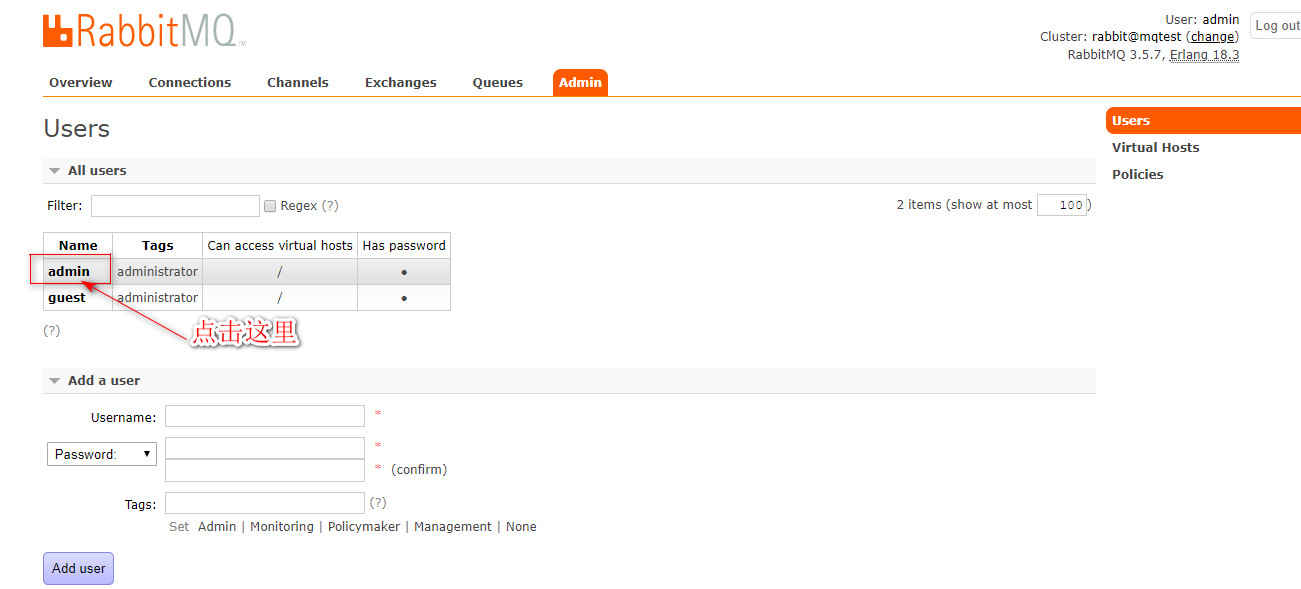 RabbitMQ™
User: admin
Log out
Cluster: rabbit@mqtest (change)
RabbitMQ 3.5.7, Erlang 18.3
Overview Connections Channels Exchanges Queues Admin
Users
Users
Virtual Hosts
Policies
All users
Filter: Regex (?) 2 items (show at most 100)
Name Tags Can access virtual hosts Has password
admin administrator / ●
guest administrator / ●
(?)
点击这里
Add a user
Username: *
Password: *
* (confirm)
Tags: (?)
Set Admin | Monitoring | Policymaker | Management | None
Add user